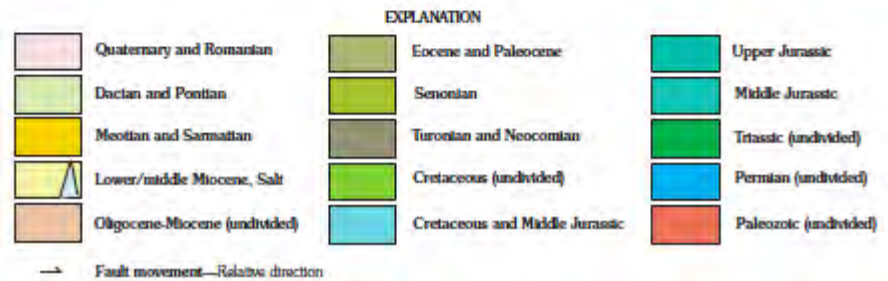 EXPLANATION
Quaternary and Romanian
Dacian and Pontian
Meotian and Sarmatian
Lower/middle Miocene, Salt
Oligocene-Miocene (undivided)
Eocene and Paleocene
Senonian
Turonian and Neocomian
Cretaceous (undivided)
Cretaceous and Middle Jurassic
Upper Jurassic
Middle Jurassic
Triassic (undivided)
Permian (undivided)
Paleozoic (undivided)
Fault movement—Relative direction